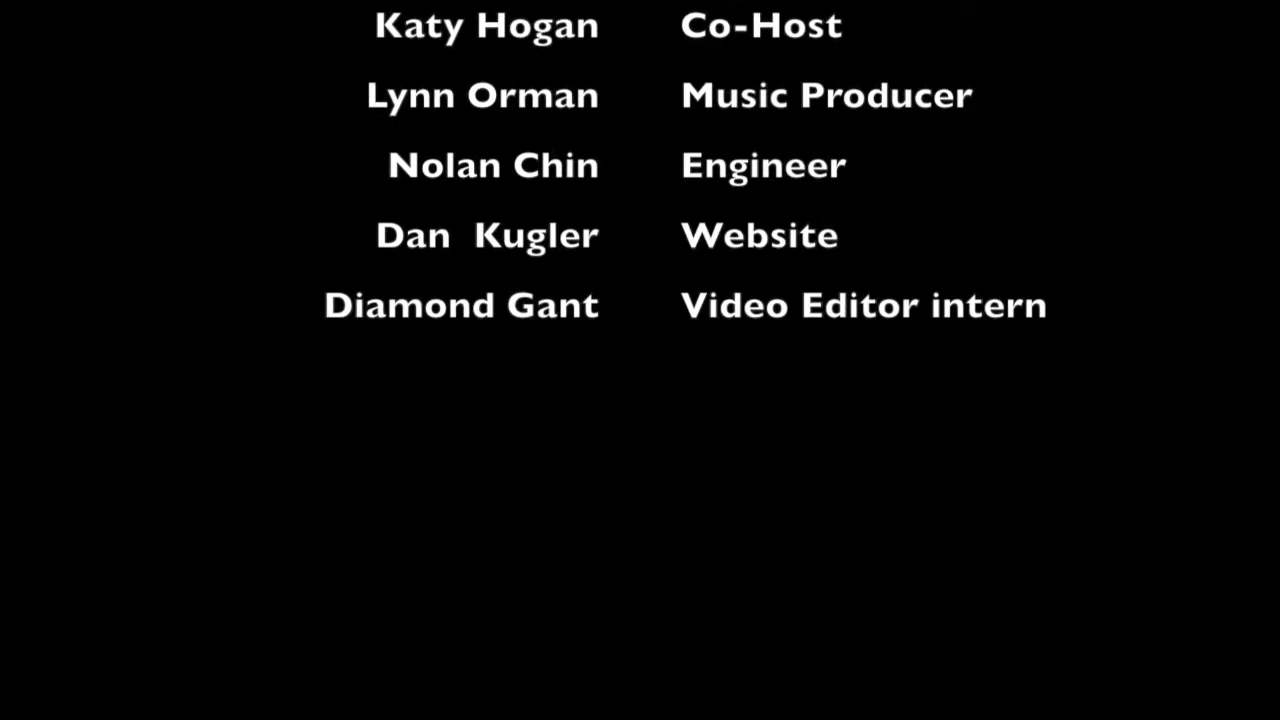 Katy Hogan Co-Host
Lynn Orman Music Producer
Nolan Chin Engineer
Dan Kugler Website
Diamond Gant Video Editor intern